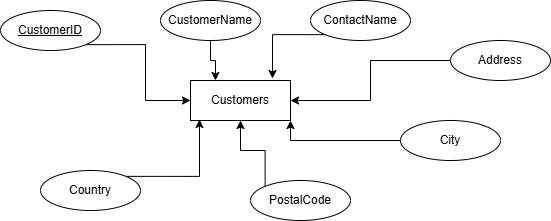 CustomerName
ContactName
CustomerID
Address
Customers
City
Country
PostalCode